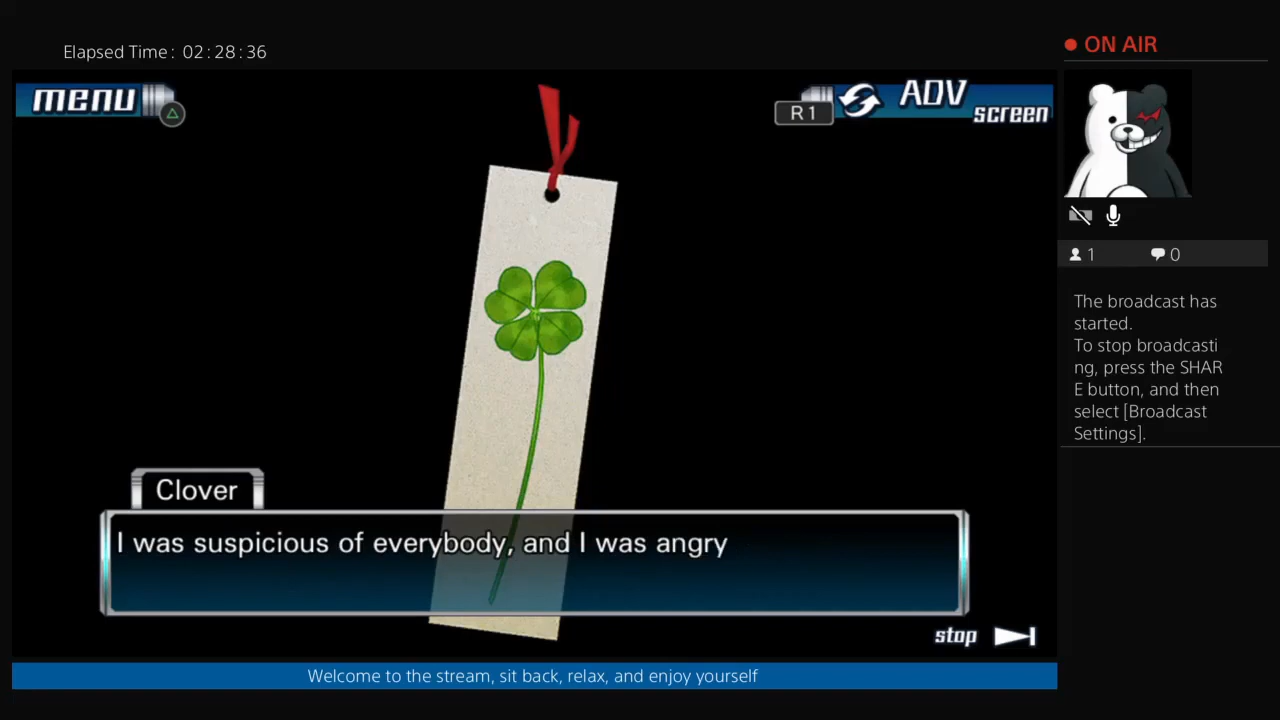 Elapsed Time: 02:28:36
ON AIR
menu
R1
ADV
screen
1
0
The broadcast has
started.
To stop broadcasti
ng, press the SHAR
E button, and then
select [Broadcast
Settings].
Clover
I was suspicious of everybody, and I was angry
stop
Welcome to the stream, sit back, relax, and enjoy yourself